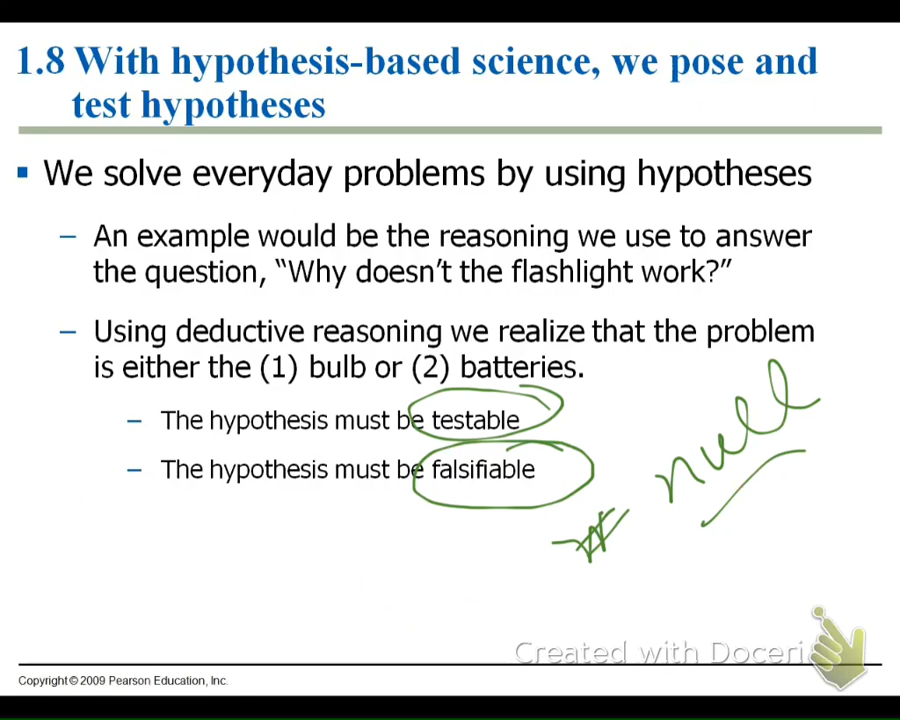 1.8 With hypothesis-based science, we pose and
test hypotheses
▪ We solve everyday problems by using hypotheses
– An example would be the reasoning we use to answer
the question, “Why doesn’t the flashlight work?”
– Using deductive reasoning we realize that the problem
is either the (1) bulb or (2) batteries.
– The hypothesis must be testable
– The hypothesis must be falsifiable
* null
Created with Doceri
Copyright © 2009 Pearson Education, Inc.